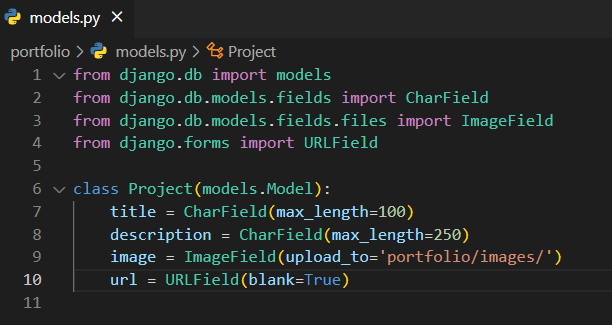 models.py
portfolio > models.py > Project
1 from django.db import models
2 from django.db.models.fields import CharField
3 from django.db.models.fields.files import ImageField
4 from django.forms import URLField
5
6 class Project(models.Model):
7     title = CharField(max_length=100)
8     description = CharField(max_length=250)
9     image = ImageField(upload_to='portfolio/images/')
10     url = URLField(blank=True)
11